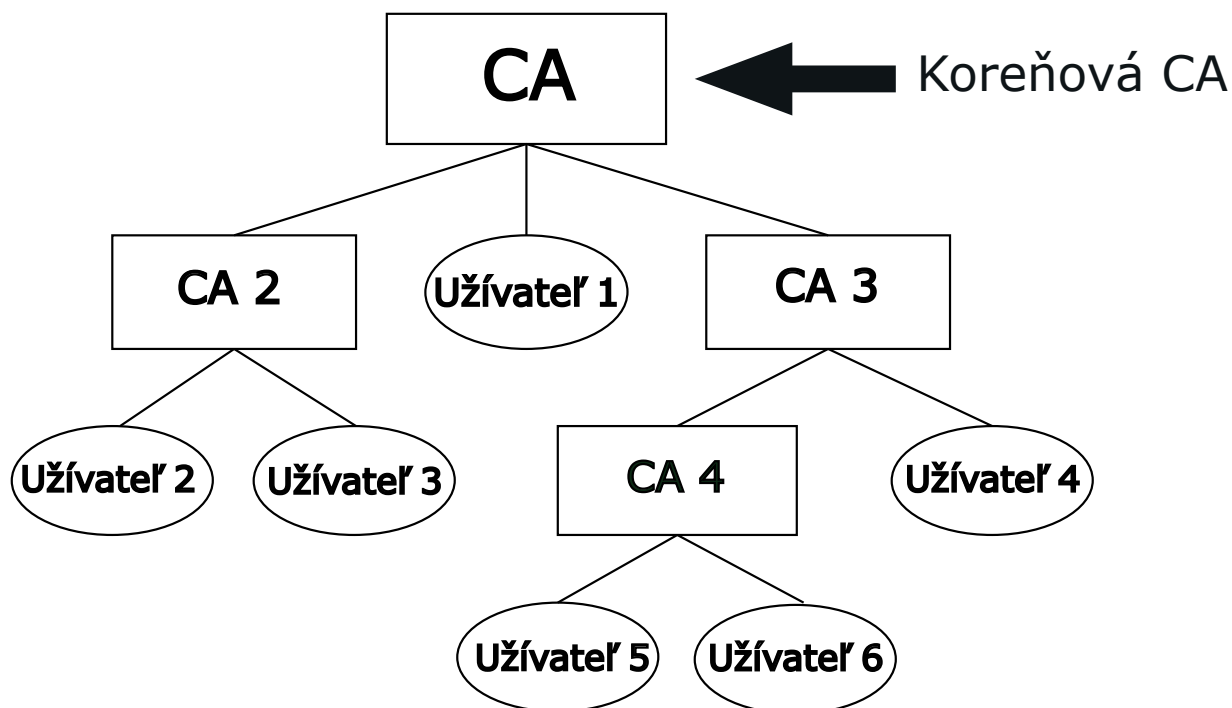 CA
Koreňová CA
CA 2
Užívateľ 1
CA 3
Užívateľ 2
Užívateľ 3
CA 4
Užívateľ 4
Užívateľ 5
Užívateľ 6